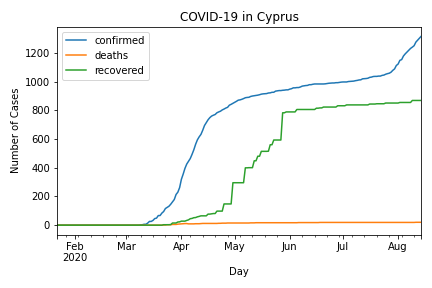 COVID-19 in Cyprus
confirmed
deaths
recovered
Number of Cases
1200
1000
800
600
400
200
0
Feb Mar Apr May Jun Jul Aug
2020
Day